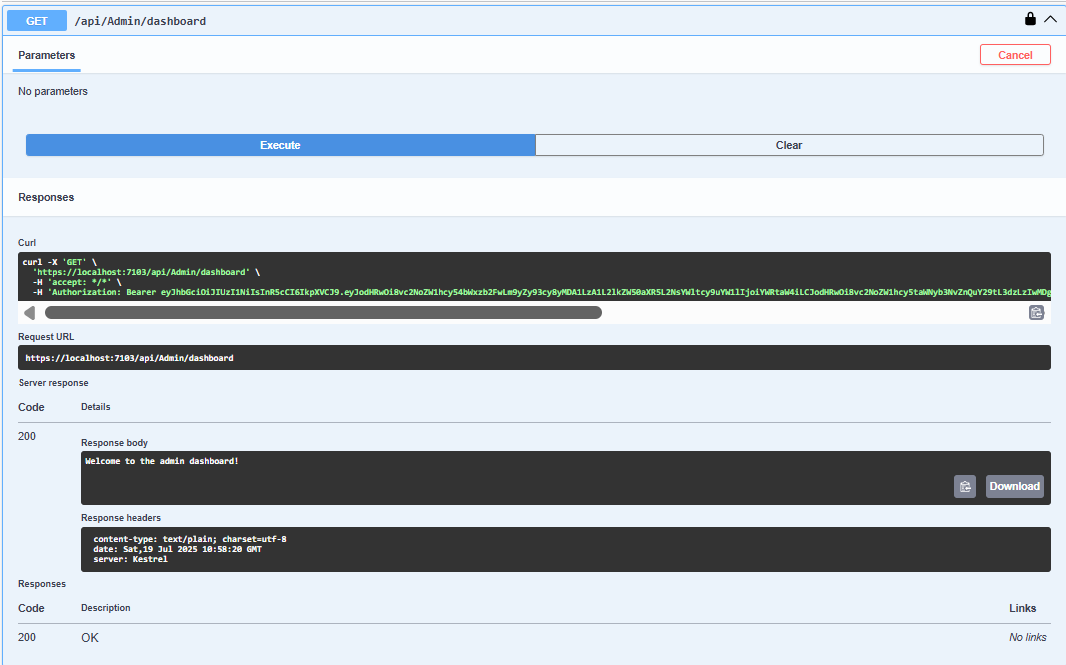 GET /api/Admin/dashboard
Parameters
Cancel
No parameters
Execute
Clear
Responses
Curl
curl -X 'GET' \
'https://localhost:7103/api/Admin/dashboard' \
-H 'accept: */*' \
-H 'Authorization: Bearer
Request URL
https://localhost:7103/api/Admin/dashboard
Server response
Code Details
200
Response body
Welcome to the admin dashboard!
Download
Response headers
content-type: text/plain; charset=utf-8
date: Sat,19 Jul 2025 10:58:20 GMT
server: Kestrel
Responses
Code Description Links
200 OK No links